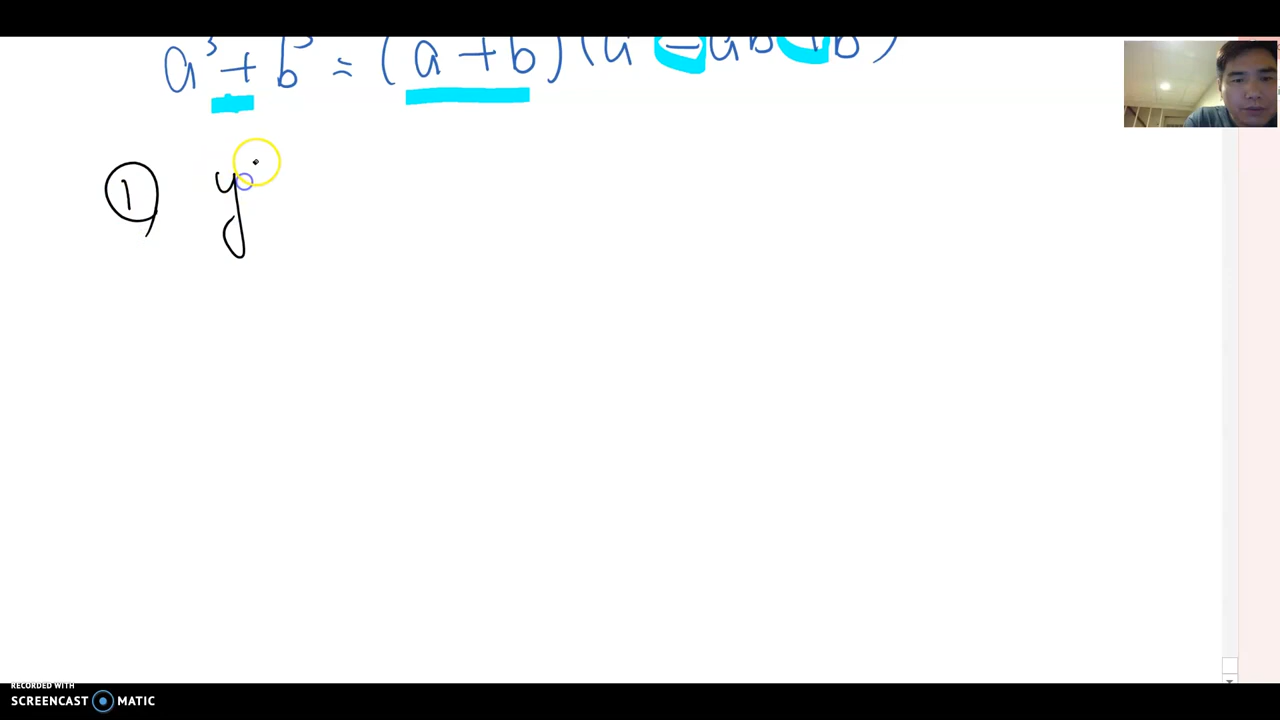 a³ + b³ = (a + b) (a² − ab + b²)
① y
RECORDED WITH
SCREENCAST MATIC